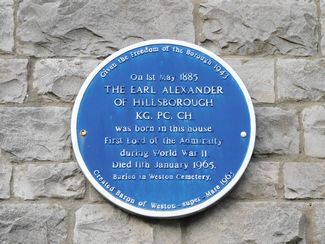 Given the Freedom of the Borough 1943
On 1st May 1885
THE EARL ALEXANDER
OF HILLSBOROUGH
KG. PC. CH
was born in this house
First Lord of the Admiralty
during World War II
Died 11th January 1965.
Buried in Weston Cemetery.
Created Baron of Weston-super-Mare